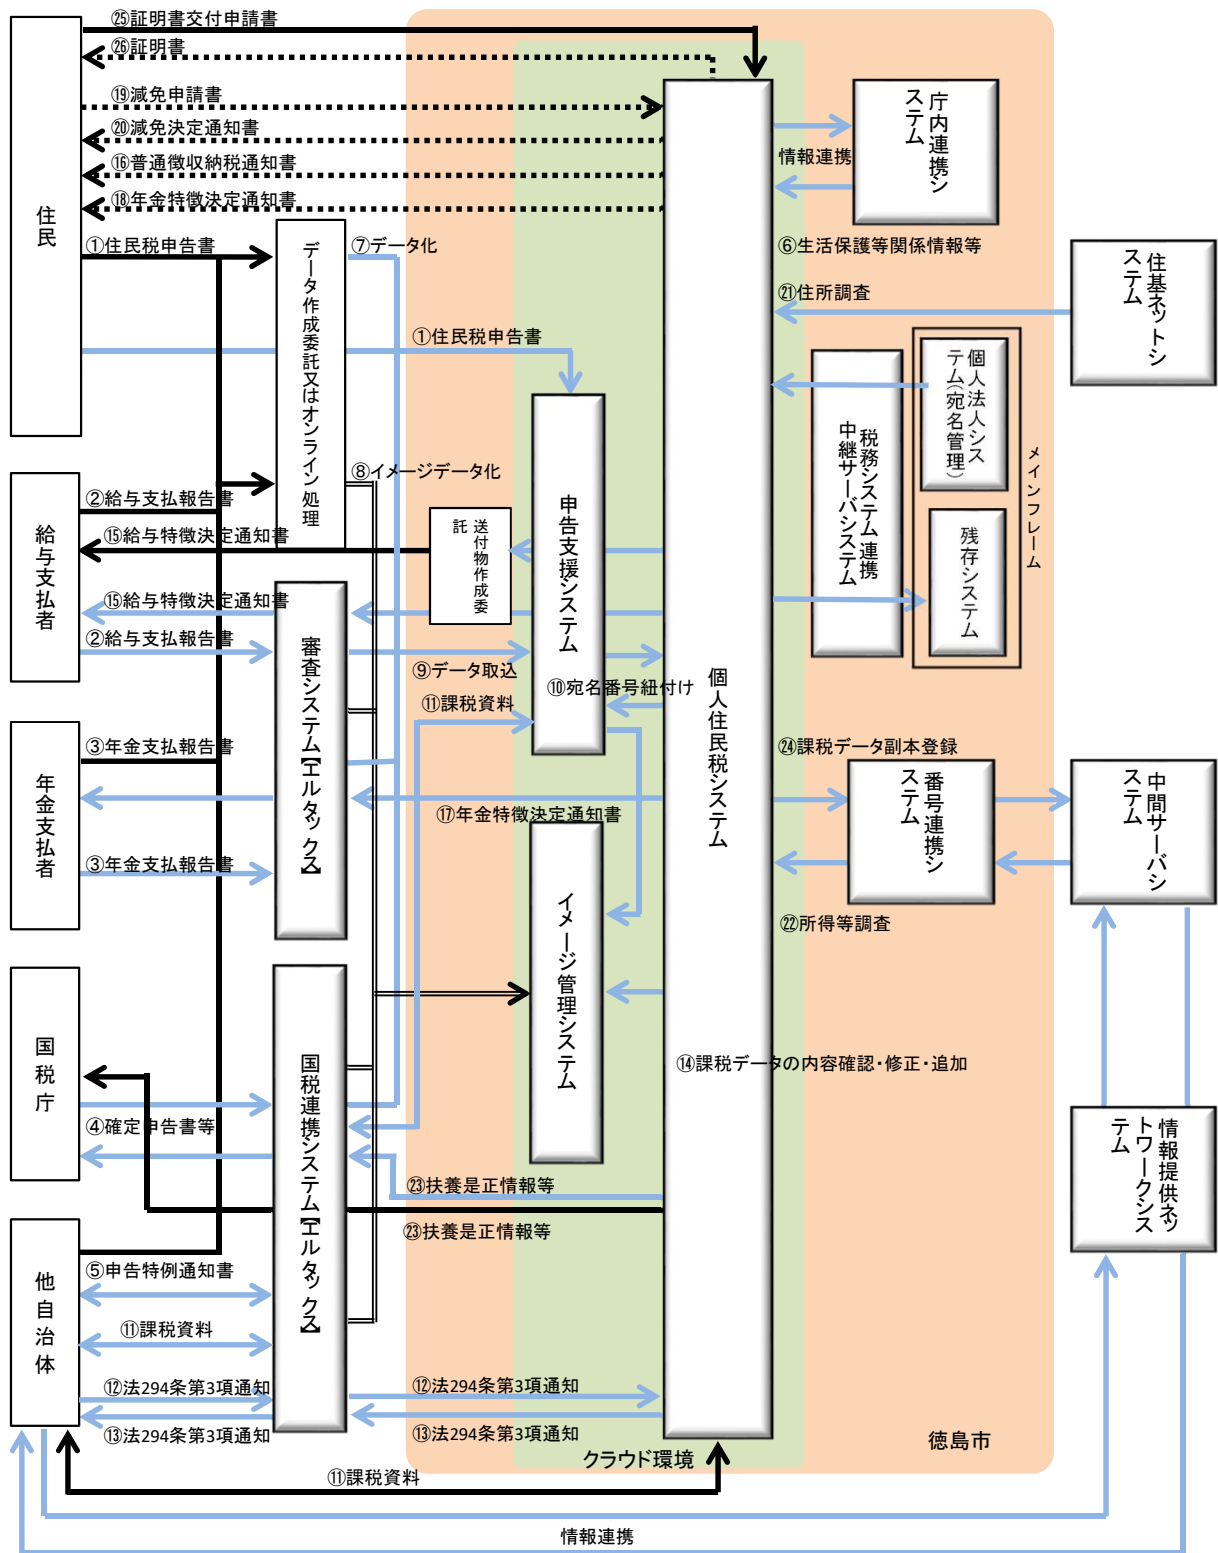 ㉕証明書交付申請書
㉖証明書
⑲減免申請書
⑳減免決定通知書
⑯普通徴収納税通知書
⑱年金特徴決定通知書
住民
①住民税申告書
データ作成委託又はオンライン処理
⑦データ化
①住民税申告書
⑧イメージデータ化
庁内連携システム
情報連携
⑥生活保護等関係情報等
㉑住所調査
住基ネットシステム
税務システム連携中継サーバシステム
個人法人システム(宛名管理)
残存システム
メインフレーム
給与支払者
②給与支払報告書
⑮給与特徴決定通知書
送付物作成委託
申告支援システム
⑮給与特徴決定通知書
②給与支払報告書
審査システム【エルタックス】
⑨データ取込
⑪課税資料
⑩宛名番号紐付け
個人住民税システム
年金支払者
③年金支払報告書
③年金支払報告書
⑰年金特徴決定通知書
イメージ管理システム
㉔課税データ副本登録
番号連携システム
中間サーバシステム
㉒所得等調査
国税庁
④確定申告書等
国税連携システム【エルタックス】
⑭課税データの内容確認・修正・追加
㉓扶養是正情報等
㉓扶養是正情報等
情報提供ネットワークシステム
他自治体
⑤申告特例通知書
⑪課税資料
⑫法294条第3項通知
⑬法294条第3項通知
⑫法294条第3項通知
⑬法294条第3項通知
クラウド環境
徳島市
⑪課税資料
情報連携